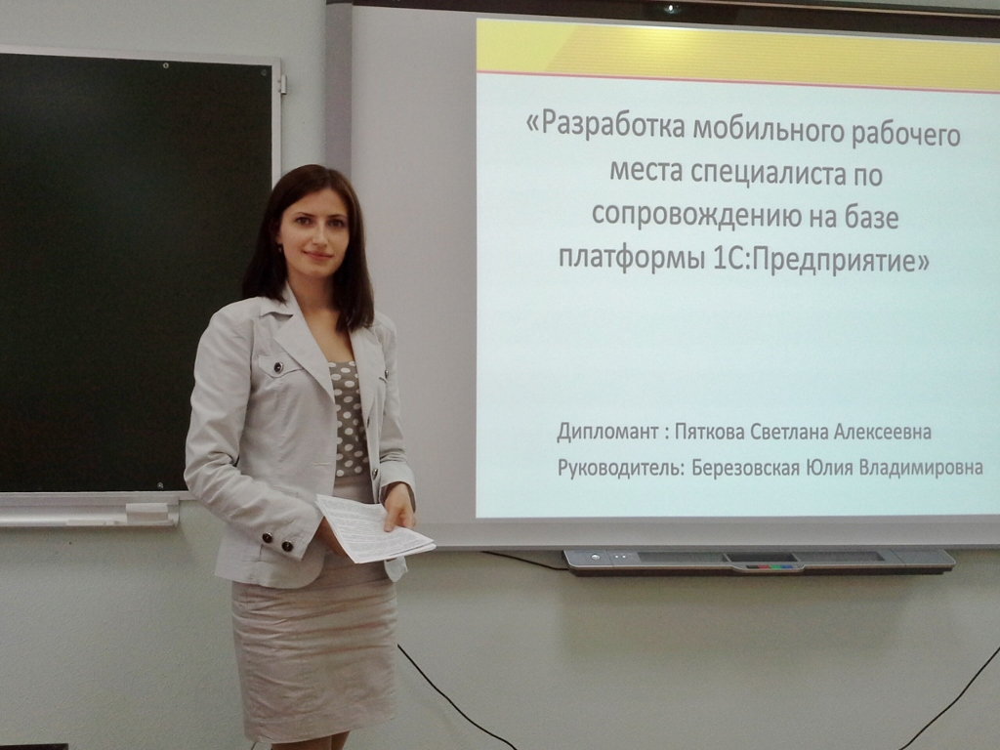 «Разработка мобильного рабочего
места специалиста по
сопровождению на базе
платформы 1С:Предприятие»
Дипломант : Пяткова Светлана Алексеевна
Руководитель: Березовская Юлия Владимировна